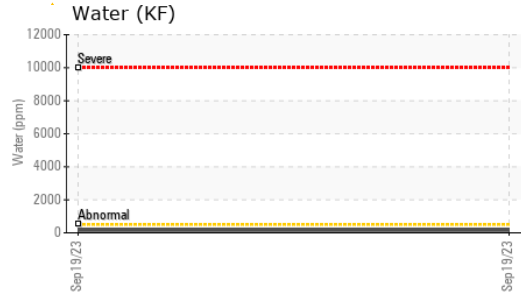 Water (KF)
12000
Severe
10000
8000
6000
Water (ppm)
4000
2000
Abnormal
0
Sep19/23
Sep19/23